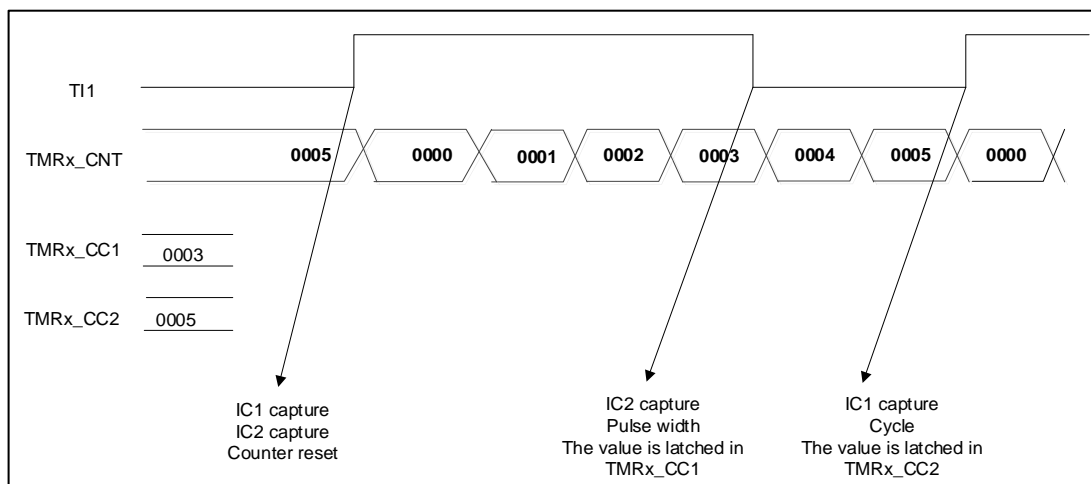 TI1
TMRx_CNT
0005 0000 0001 0002 0003 0004 0005 0000
TMRx_CC1
0003
TMRx_CC2
0005
IC1 capture
IC2 capture
Counter reset
IC2 capture
Pulse width
The value is latched in
TMRx_CC1
IC1 capture
Cycle
The value is latched in
TMRx_CC2